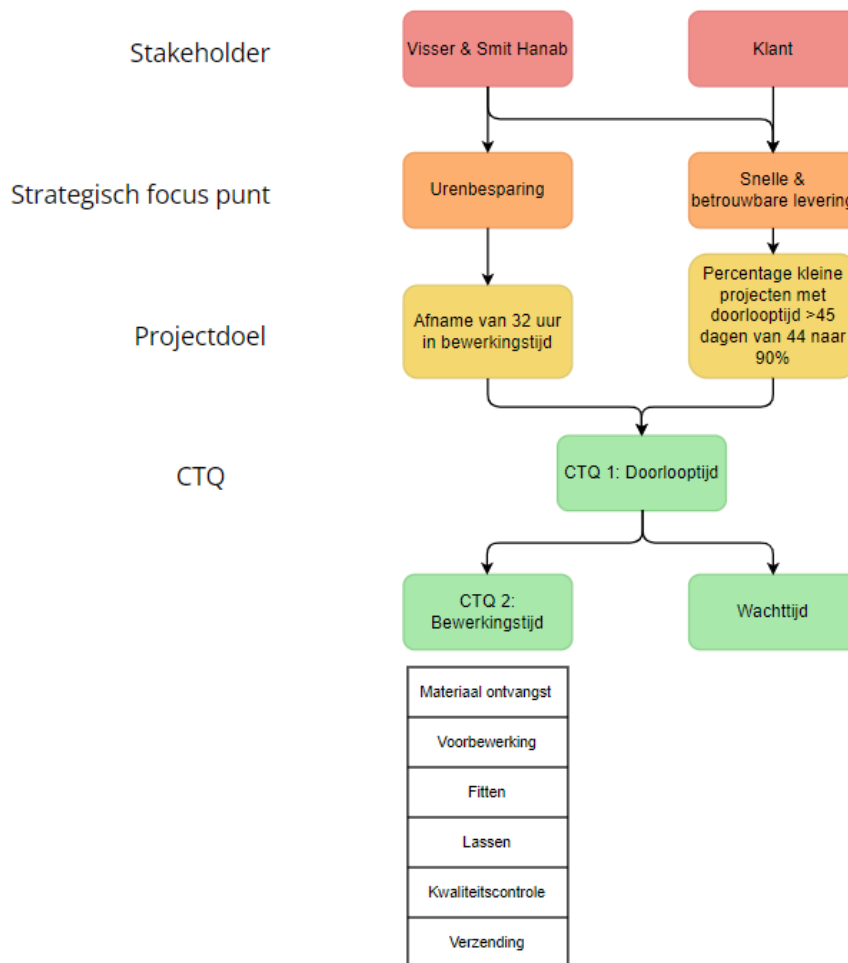 Stakeholder
Visser & Smit Hanab
Klant
Strategisch focus punt
Urenbesparing
Snelle &
betrouwbare levering
Projectdoel
Afname van 32 uur
in bewerkingstijd
Percentage kleine
projecten met
doorlooptijd >45
dagen van 44 naar
90%
CTQ
CTQ 1: Doorlooptijd
CTQ 2:
Bewerkingstijd
Wachttijd
Materiaal ontvangst
Voorbewerking
Fitten
Lassen
Kwaliteitscontrole
Verzending